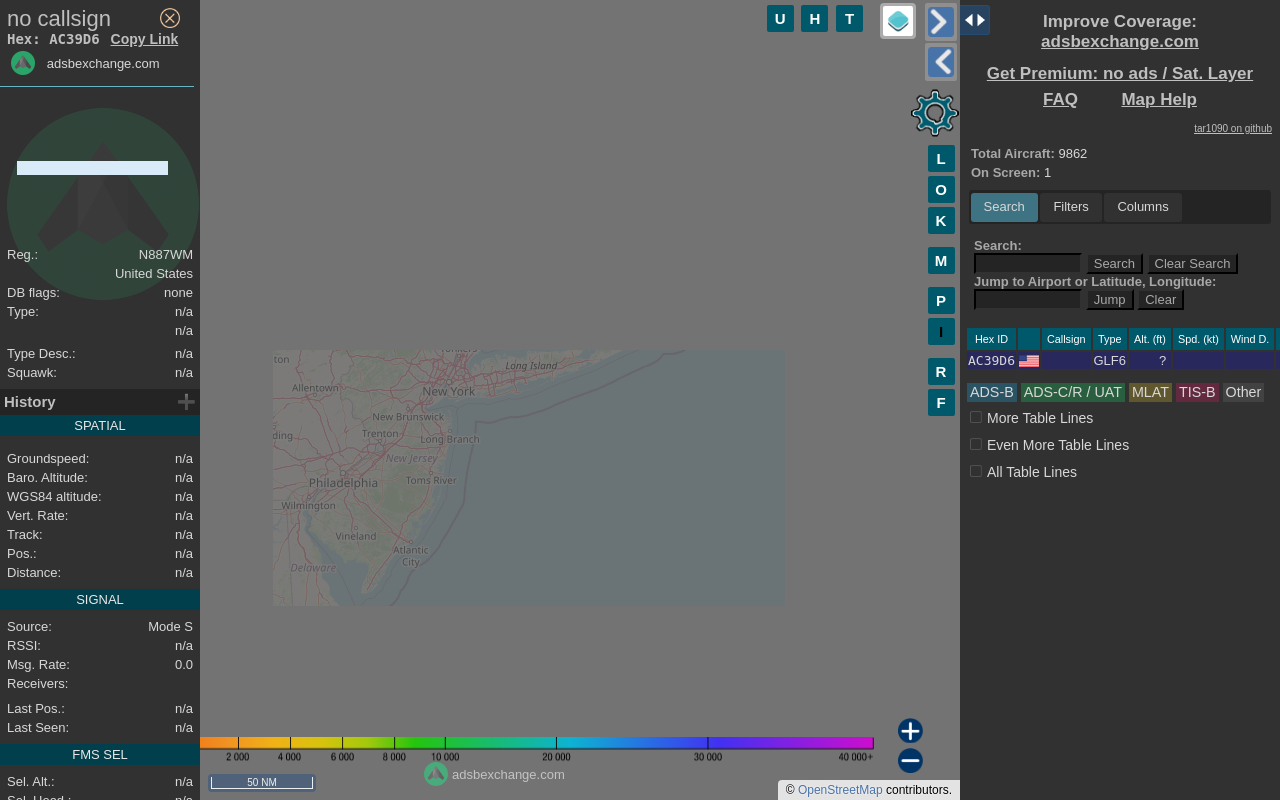 no callsign
Hex: AC39D6 Copy Link
adsbexchange.com
Reg.: N887WM
United States
DB flags: none
Type: n/a
n/a
Type Desc.: n/a
Squawk: n/a
History
SPATIAL
Groundspeed: n/a
Baro. Altitude: n/a
WGS84 altitude: n/a
Vert. Rate: n/a
Track: n/a
Pos.: n/a
Distance: n/a
SIGNAL
Source: Mode S
RSSI: n/a
Msg. Rate: 0.0
Receivers:
Last Pos.: n/a
Last Seen: n/a
FMS SEL
Sel. Alt.: n/a
Sel. Head.: n/a
U H T
L
O
K
M
P
I
R
F
ton
Long Island
Allentown
New York
New Brunswick
ding
Trenton
Long Branch
New Jersey
Philadelphia
Toms River
Wilmington
Vineland
Atlantic
City
Delaware
2 000 4 000 6 000 8 000 10 000 20 000 30 000 40 000+
adsbexchange.com
50 NM
© OpenStreetMap contributors.
Improve Coverage:
adsbexchange.com
Get Premium: no ads / Sat. Layer
FAQ Map Help
tar1090 on github
Total Aircraft: 9862
On Screen: 1
Search Filters Columns
Search:
Search Clear Search
Jump to Airport or Latitude, Longitude:
Jump Clear
Hex ID Callsign Type Alt. (ft) Spd. (kt) Wind D.
AC39D6 GLF6 ?
ADS-B ADS-C/R / UAT MLAT TIS-B Other
More Table Lines
Even More Table Lines
All Table Lines